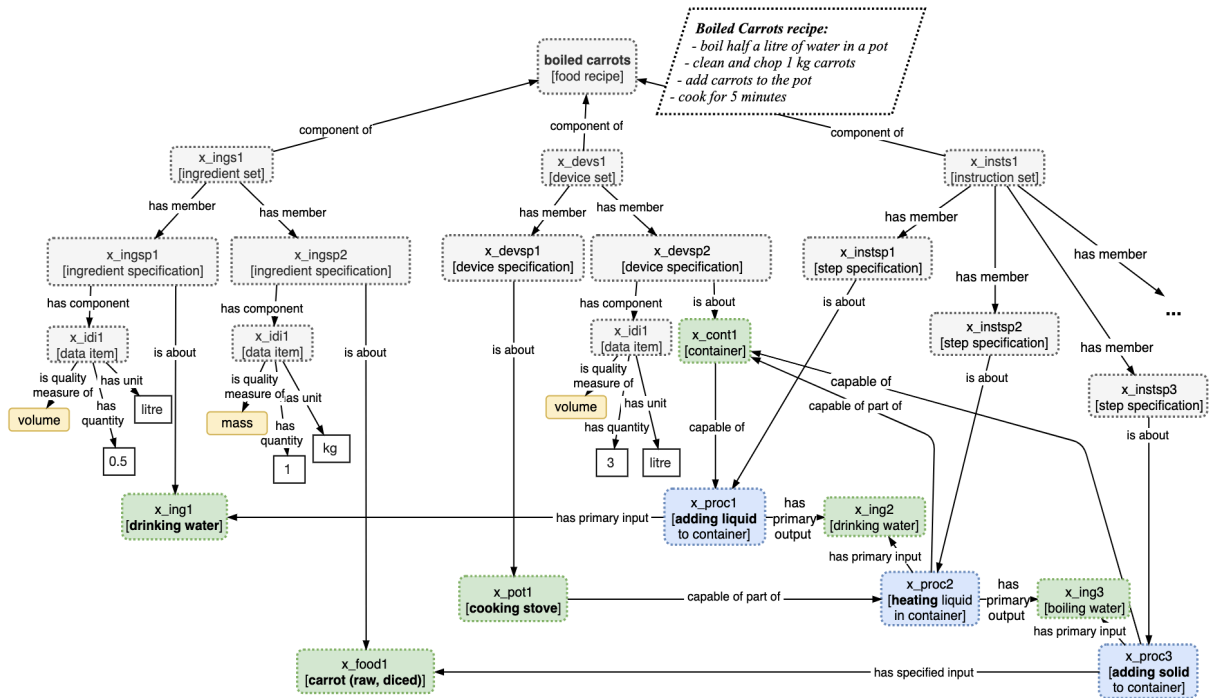 Boiled Carrots recipe:
- boil half a litre of water in a pot
- clean and chop 1 kg carrots
- add carrots to the pot
- cook for 5 minutes
boiled carrots
[food recipe]
component of
component of
component of
x_ings1
[ingredient set]
x_devs1
[device set]
x_insts1
[instruction set]
has member
has member
has member
has member
has member
has member
has member
has member
x_ingsp1
[ingredient specification]
x_ingsp2
[ingredient specification]
x_devsp1
[device specification]
x_devsp2
[device specification]
x_instsp1
[step specification]
x_instsp2
[step specification]
x_instsp3
[step specification]
...
has component
is about
has component
is about
is about
has component
is about
is about
is about
is about
x_idi1
[data item]
x_idi1
[data item]
x_idi1
[data item]
x_cont1
[container]
is quality
measure of
has
quantity
has unit
volume
0.5
litre
is quality
measure of
has
quantity
has unit
mass
1
kg
is quality
measure of
has quantity
has unit
volume
3
litre
capable of
capable of part of
capable of
x_ing1
[drinking water]
has primary input
x_proc1
[adding liquid
to container]
has
primary
output
x_ing2
[drinking water]
has primary input
x_pot1
[cooking stove]
capable of part of
x_proc2
[heating liquid
in container]
has
primary
output
x_ing3
[boiling water]
has primary input
x_food1
[carrot (raw, diced)]
has specified input
x_proc3
[adding solid
to container]